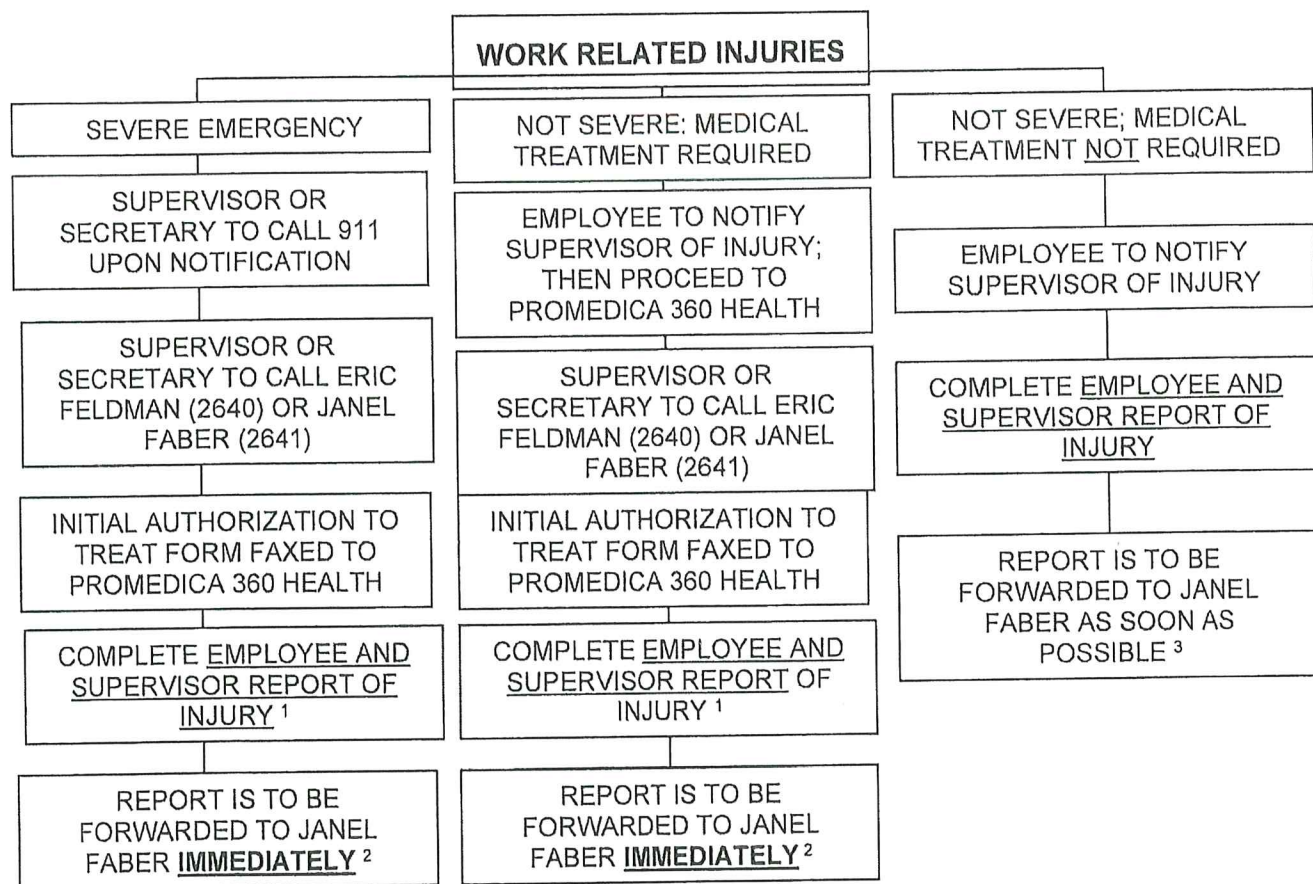 WORK RELATED INJURIES
SEVERE EMERGENCY
SUPERVISOR OR
SECRETARY TO CALL 911
UPON NOTIFICATION
SUPERVISOR OR
SECRETARY TO CALL ERIC
FELDMAN (2640) OR JANEL
FABER (2641)
INITIAL AUTHORIZATION TO
TREAT FORM FAXED TO
PROMEDICA 360 HEALTH
COMPLETE EMPLOYEE AND
SUPERVISOR REPORT OF
INJURY ¹
REPORT IS TO BE
FORWARDED TO JANEL
FABER IMMEDIATELY ²
NOT SEVERE: MEDICAL
TREATMENT REQUIRED
EMPLOYEE TO NOTIFY
SUPERVISOR OF INJURY;
THEN PROCEED TO
PROMEDICA 360 HEALTH
SUPERVISOR OR
SECRETARY TO CALL ERIC
FELDMAN (2640) OR JANEL
FABER (2641)
INITIAL AUTHORIZATION TO
TREAT FORM FAXED TO
PROMEDICA 360 HEALTH
COMPLETE EMPLOYEE AND
SUPERVISOR REPORT OF
INJURY ¹
REPORT IS TO BE
FORWARDED TO JANEL
FABER IMMEDIATELY ²
NOT SEVERE; MEDICAL
TREATMENT NOT REQUIRED
EMPLOYEE TO NOTIFY
SUPERVISOR OF INJURY
COMPLETE EMPLOYEE AND
SUPERVISOR REPORT OF
INJURY
REPORT IS TO BE
FORWARDED TO JANEL
FABER AS SOON AS
POSSIBLE ³